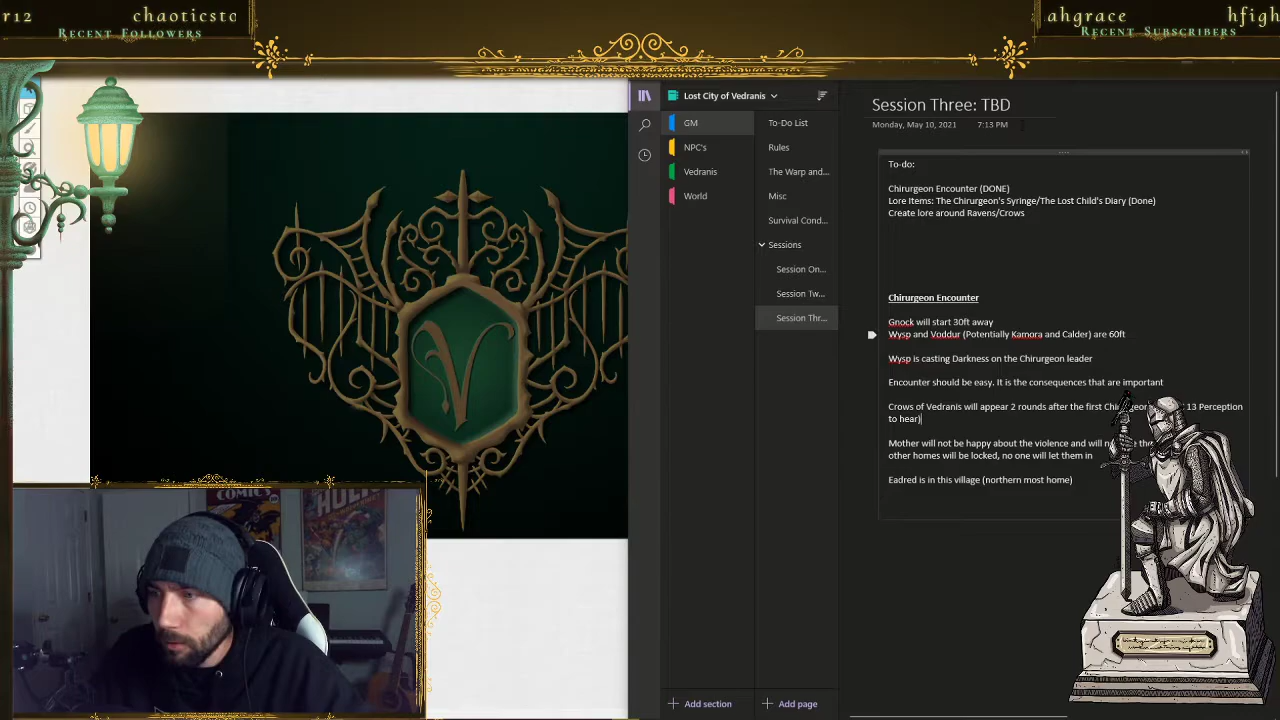 r12
chaoticsto
Recent Followers
ahgrace
hfigh
Recent Subscribers
Lost City of Vedranis
GM
NPC's
Vedranis
World
To-Do List
Rules
The Warp and...
Misc
Survival Cond...
Sessions
Session On...
Session Tw...
Session Thr...
Add section
Add page
Session Three: TBD
Monday, May 10, 2021 7:13 PM
To-do:
Chirurgeon Encounter (DONE)
Lore Items: The Chirurgeon's Syringe/The Lost Child's Diary (Done)
Create lore around Ravens/Crows
Chirurgeon Encounter
Gnock will start 30ft away
Wysp and Voddur (Potentially Kamora and Calder) are 60ft
Wysp is casting Darkness on the Chirurgeon leader
Encounter should be easy. It is the consequences that are important
Crows of Vedranis will appear 2 rounds after the first 13 Perception
to hear)
Mother will not be happy about the violence and will
other homes will be locked, no one will let them in
Eadred is in this village (northern most home)
V
COMICS
HULK